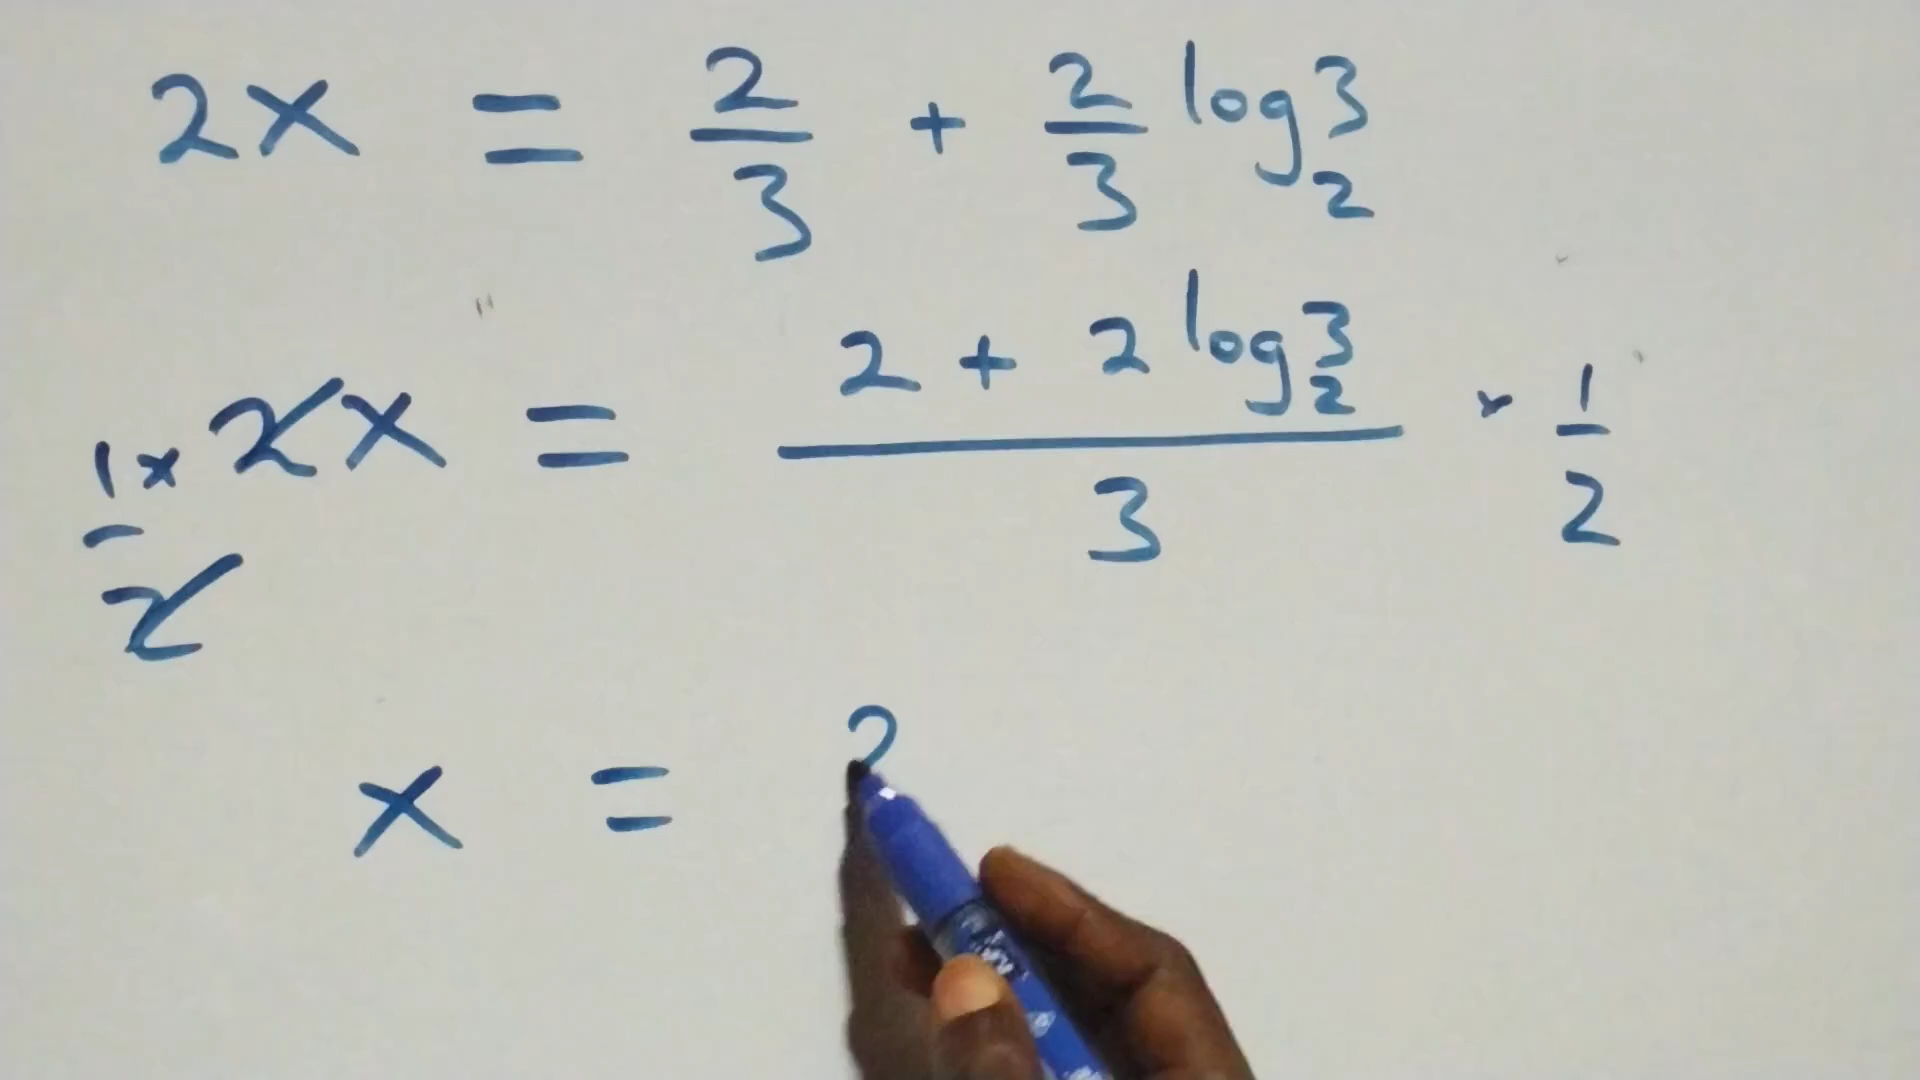 2x = 2/3 + 2/3 log₂3
1/2 × 2x = (2 + 2 log₂3)/3 × 1/2
x = 2